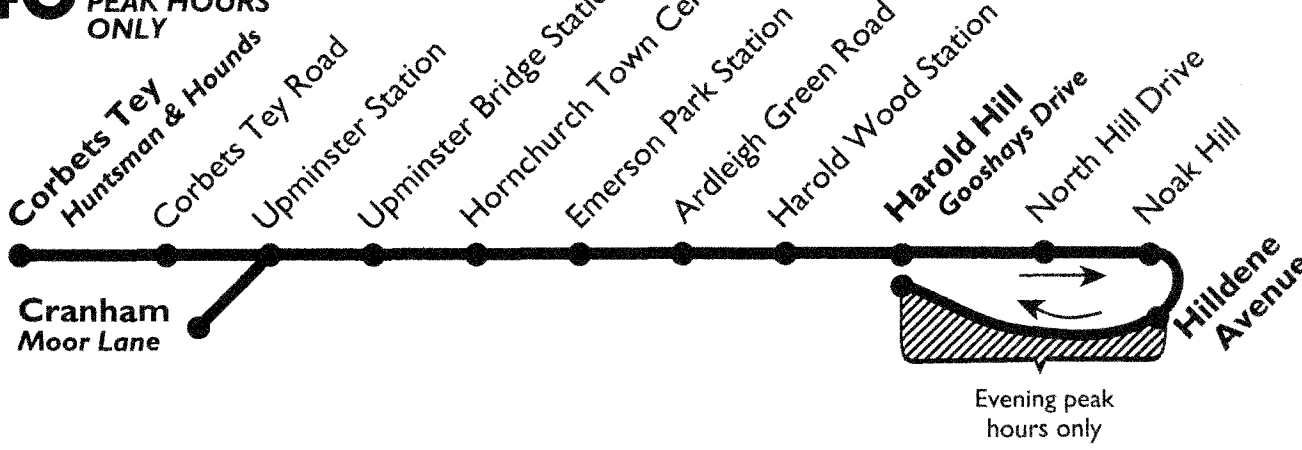 PEAK HOURS
ONLY
Corbets Tey
Huntsman & Hounds
Corbets Tey Road
Upminster Station
Upminster Bridge
Hornchurch Town
Emerson Park Station
Ardleigh Green Road
Harold Wood Station
Harold Hill
Gooshays Drive
North Hill Drive
Noak Hill
Hilldene
Avenue
Cranham
Moor Lane
Evening peak
hours only